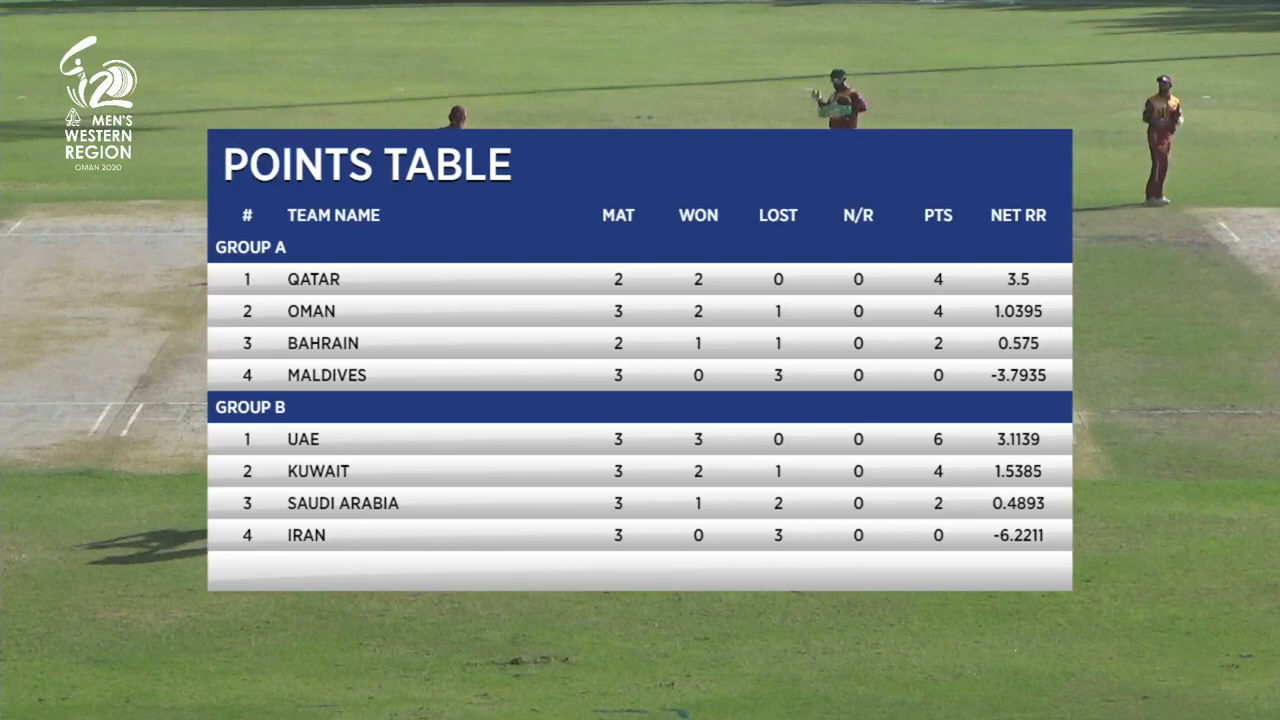 20
MEN'S
WESTERN
REGION
OMAN 2020
POINTS TABLE
# TEAM NAME MAT WON LOST N/R PTS NET RR
GROUP A
1 QATAR 2 2 0 0 4 3.5
2 OMAN 3 2 1 0 4 1.0395
3 BAHRAIN 2 1 1 0 2 0.575
4 MALDIVES 3 0 3 0 0 -3.7935
GROUP B
1 UAE 3 3 0 0 6 3.1139
2 KUWAIT 3 2 1 0 4 1.5385
3 SAUDI ARABIA 3 1 2 0 2 0.4893
4 IRAN 3 0 3 0 0 -6.2211